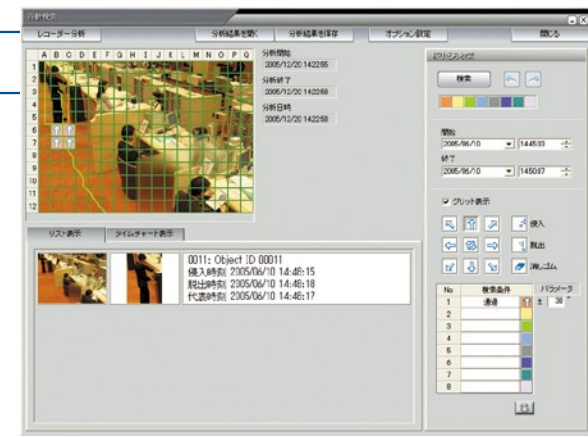 行動検索
レコーダー分析 分析結果を開く 分析結果を保存 オプション設定 閉じる
A B C D E F G H I J K L M N O P Q
1
2
3
4
5
6
7
8
9
10
11
12
分析開始
2005/12/20 142255
分析終了
2005/12/20 142258
分析日時
2005/12/20 142258
リスト表示 タイムチャート表示
0011: Object ID 00011
侵入時刻 2005/06/10 14:48:15
脱出時刻 2005/06/10 14:48:18
代表時刻 2005/06/10 14:48:17
検索
開始
2005/06/10 144533
終了
2005/06/10 145087
グリット表示
侵入
脱出
消しゴム
No. 検索条件 パラメータ
1 通過 ± 30 °
2
3
4
5
6
7
8